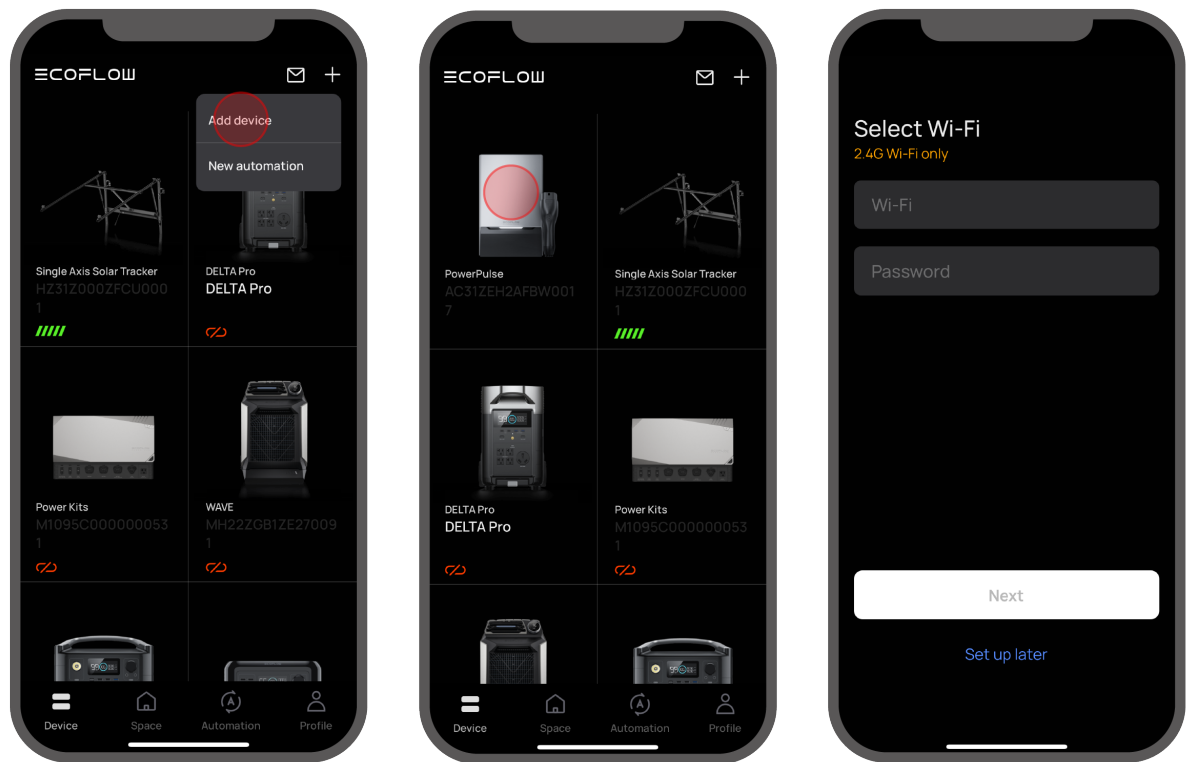 ECOFLOW
Add device
New automation
Single Axis Solar Tracker
HZ31Z000ZFCU000
1
DELTA Pro
DELTA Pro
Power Kits
M1095C000000053
1
WAVE
MH22ZGB1ZE27009
1
Device
Space
Automation
Profile
ECOFLOW
PowerPulse
AC31ZEH2AFBW001
7
Single Axis Solar Tracker
HZ31Z000ZFCU000
1
DELTA Pro
DELTA Pro
Power Kits
M1095C000000053
1
Device
Space
Automation
Profile
Select Wi-Fi
2.4G Wi-Fi only
Wi-Fi
Password
Next
Set up later